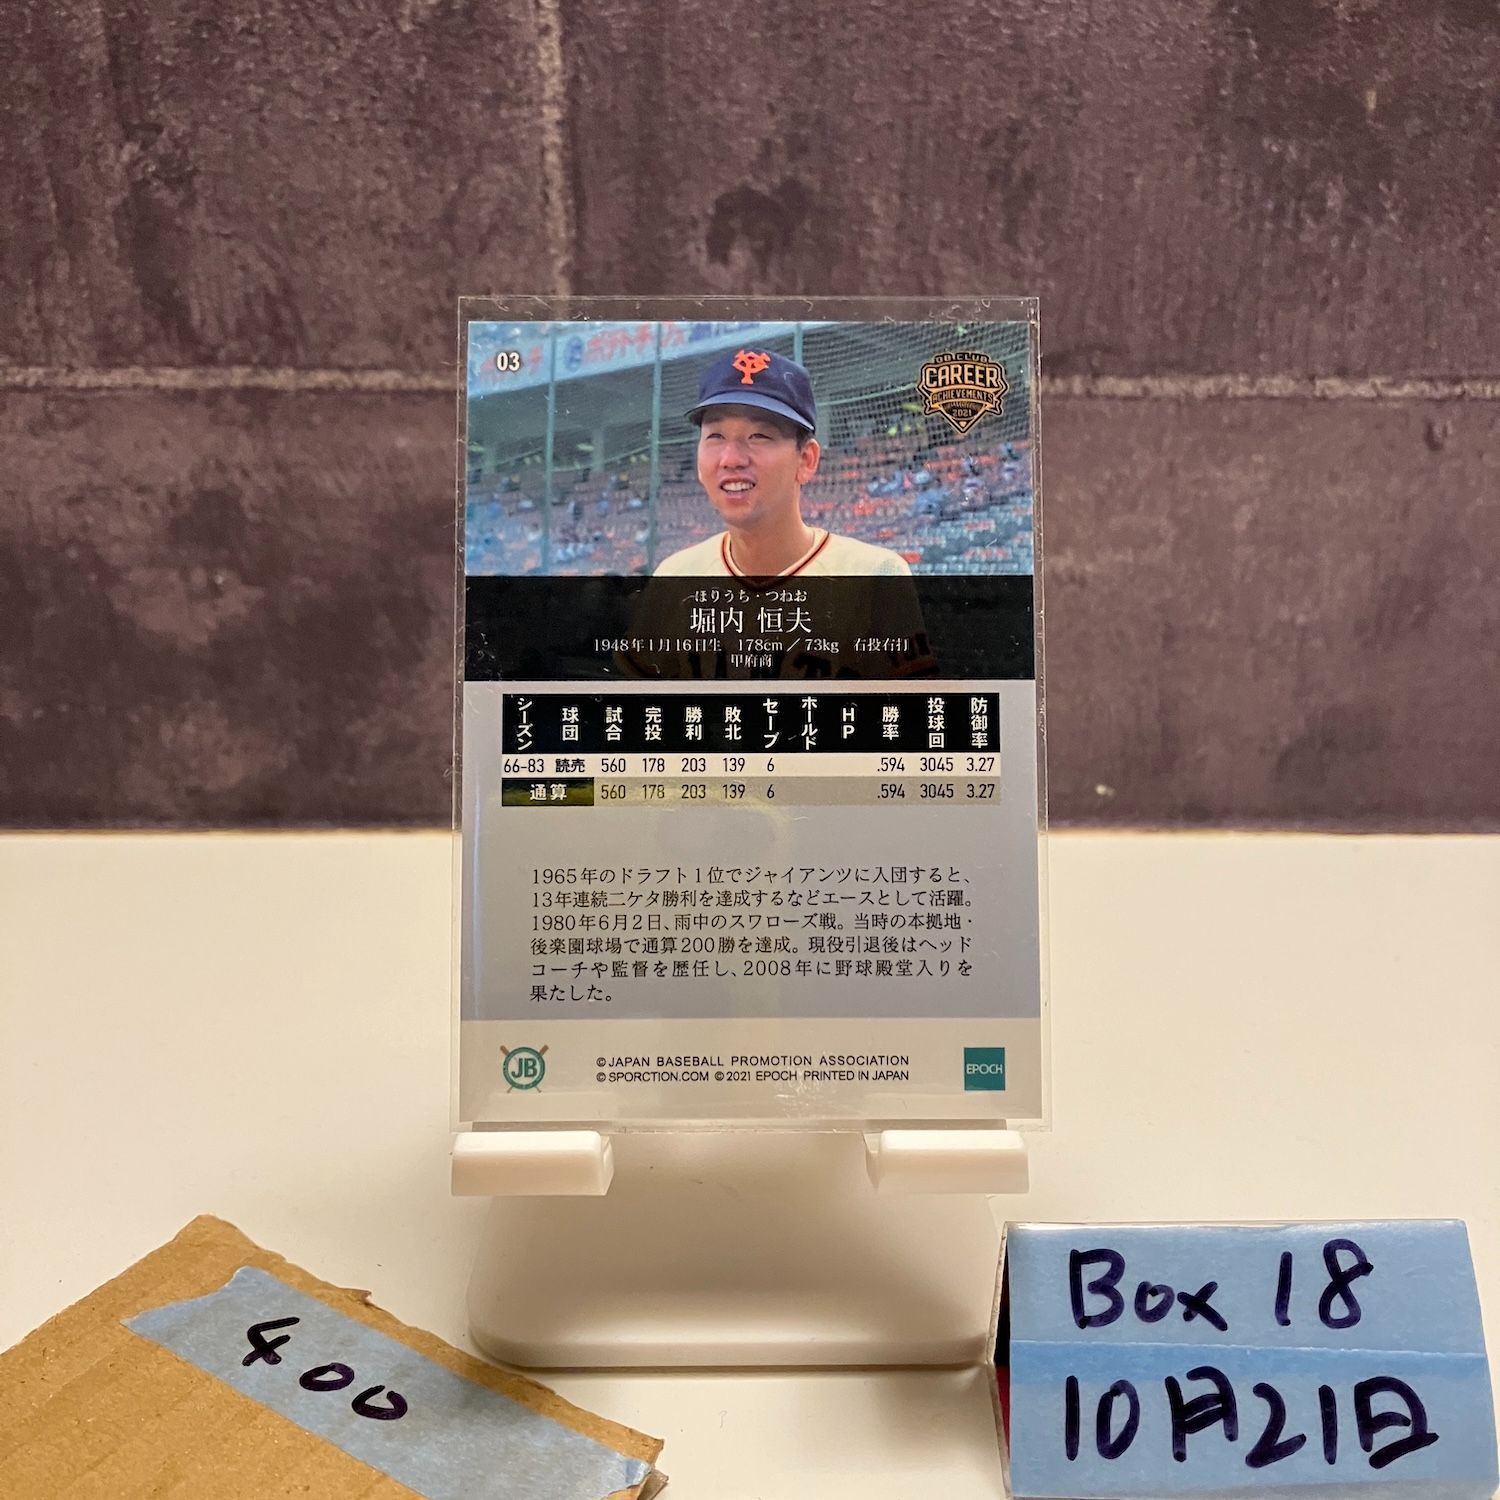 03
OB CLUB
CAREER
ACHIEVEMENTS
2021
ほりうち・つねお
堀内 恒夫
1948年1月16日生 178cm／73kg 右投右打
甲府商
シーズン 球団 試合 完投 勝利 敗北 セーブ ホールド HP 勝率 投球回 防御率
66-83 読売 560 178 203 139 6 .594 3045 3.27
通算 560 178 203 139 6 .594 3045 3.27
1965年のドラフト1位でジャイアンツに入団すると、
13年連続二ケタ勝利を達成するなどエースとして活躍。
1980年6月2日、雨中のスワローズ戦。当時の本拠地・
後楽園球場で通算200勝を達成。現役引退後はヘッド
コーチや監督を歴任し、2008年に野球殿堂入りを
果たした。
JB
©JAPAN BASEBALL PROMOTION ASSOCIATION
©SPORCTION.COM ©2021 EPOCH PRINTED IN JAPAN
EPOCH
400
Box 18
10月21日